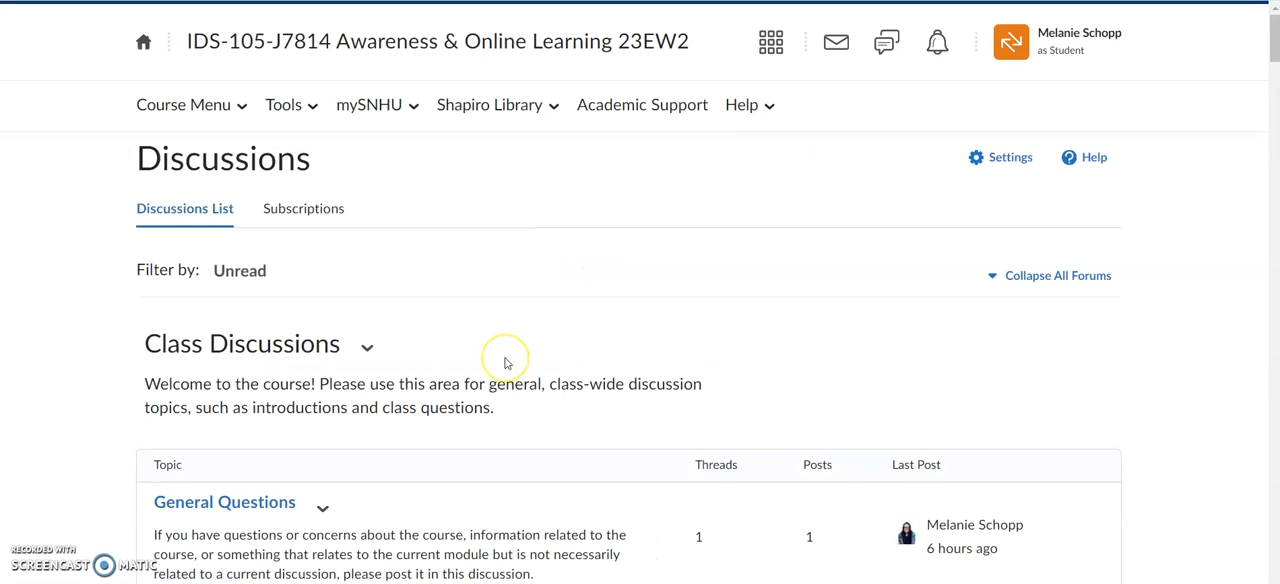 IDS-105-J7814 Awareness & Online Learning 23EW2
Melanie Schopp
as Student
Course Menu Tools mySNHU Shapiro Library Academic Support Help
Discussions
Settings Help
Discussions List Subscriptions
Filter by: Unread
Collapse All Forums
Class Discussions
Welcome to the course! Please use this area for general, class-wide discussion
topics, such as introductions and class questions.
Topic Threads Posts Last Post
General Questions
If you have questions or concerns about the course, information related to the
course, or something that relates to the current module but is not necessarily
related to a current discussion, please post it in this discussion.
1 1
Melanie Schopp
6 hours ago
RECORDED WITH
SCREENCAST MATIC